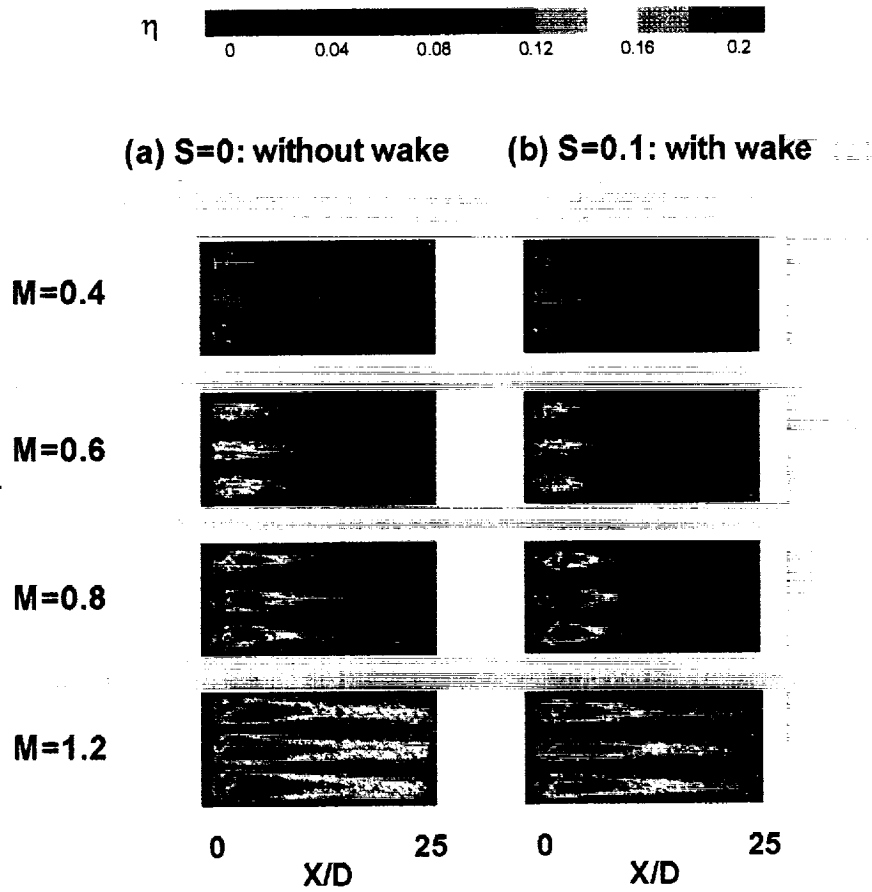 η
0 0.04 0.08 0.12 0.16 0.2
(a) S=0: without wake (b) S=0.1: with wake
M=0.4
M=0.6
M=0.8
M=1.2
0 25 0 25
X/D X/D